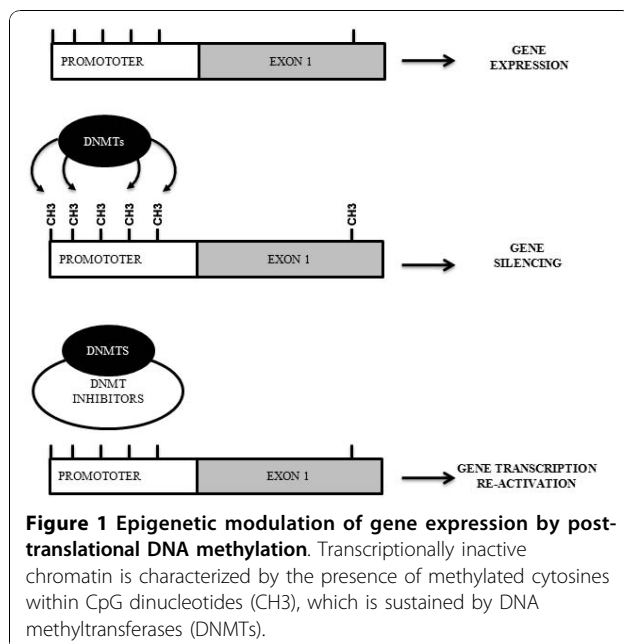 PROMOTOTER
EXON 1
GENE
EXPRESSION
DNMTs
CH3
CH3
CH3
CH3
CH3
CH3
PROMOTOTER
EXON 1
GENE
SILENCING
DNMTS
DNMT
INHIBITORS
PROMOTOTER
EXON 1
GENE TRANSCRIPTION
RE-ACTIVATION
Figure 1 Epigenetic modulation of gene expression by post-
translational DNA methylation. Transcriptionally inactive
chromatin is characterized by the presence of methylated cytosines
within CpG dinucleotides (CH3), which is sustained by DNA
methyltransferases (DNMTs).